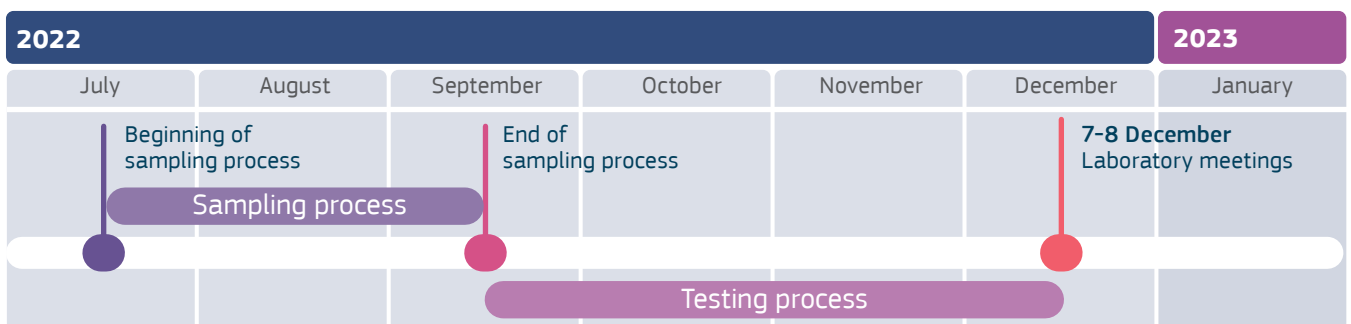 2022
2023
July
August
September
October
November
December
January
Beginning of
sampling process
End of
sampling process
7-8 December
Laboratory meetings
Sampling process
Testing process